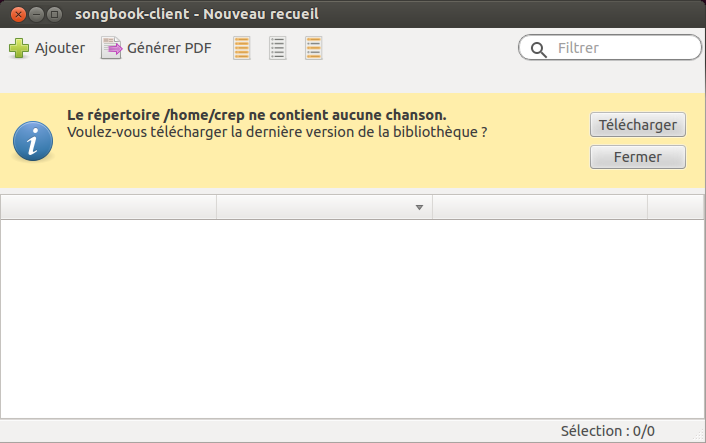 songbook-client - Nouveau recueil
Ajouter
Générer PDF
Filtrer
Le répertoire /home/crep ne contient aucune chanson.
Voulez-vous télécharger la dernière version de la bibliothèque ?
Télécharger
Fermer
Sélection : 0/0